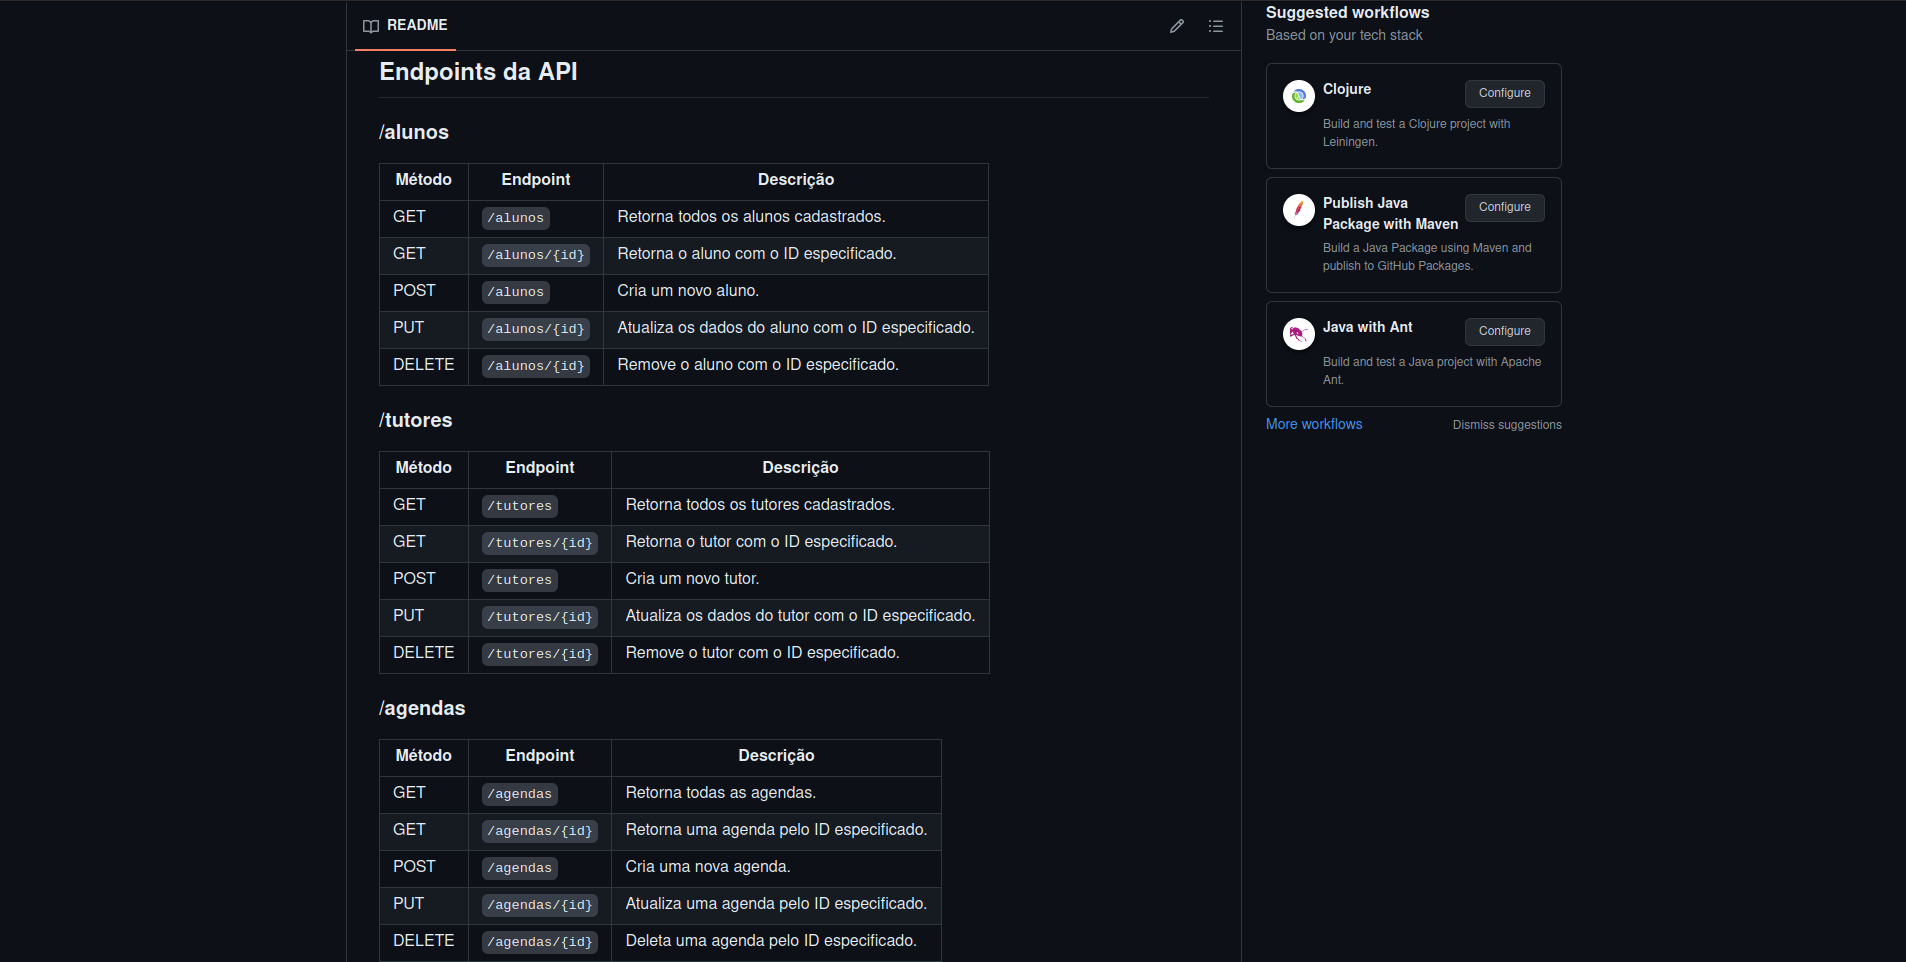 README
Endpoints da API
/alunos
Método Endpoint Descrição
GET /alunos Retorna todos os alunos cadastrados.
GET /alunos/{id} Retorna o aluno com o ID especificado.
POST /alunos Cria um novo aluno.
PUT /alunos/{id} Atualiza os dados do aluno com o ID especificado.
DELETE /alunos/{id} Remove o aluno com o ID especificado.
/tutores
Método Endpoint Descrição
GET /tutores Retorna todos os tutores cadastrados.
GET /tutores/{id} Retorna o tutor com o ID especificado.
POST /tutores Cria um novo tutor.
PUT /tutores/{id} Atualiza os dados do tutor com o ID especificado.
DELETE /tutores/{id} Remove o tutor com o ID especificado.
/agendas
Método Endpoint Descrição
GET /agendas Retorna todas as agendas.
GET /agendas/{id} Retorna uma agenda pelo ID especificado.
POST /agendas Cria uma nova agenda.
PUT /agendas/{id} Atualiza uma agenda pelo ID especificado.
DELETE /agendas/{id} Deleta uma agenda pelo ID especificado.
Suggested workflows
Based on your tech stack
Clojure Configure
Build and test a Clojure project with
Leiningen.
Publish Java Configure
Package with Maven
Build a Java Package using Maven and
publish to GitHub Packages.
Java with Ant Configure
Build and test a Java project with Apache
Ant.
More workflows Dismiss suggestions